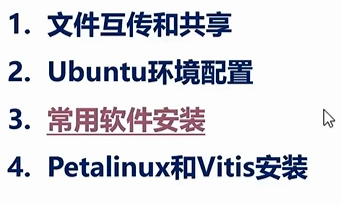 1. 文件互传和共享
2. Ubuntu环境配置
3. 常用软件安装
4. Petalinux和Vitis安装